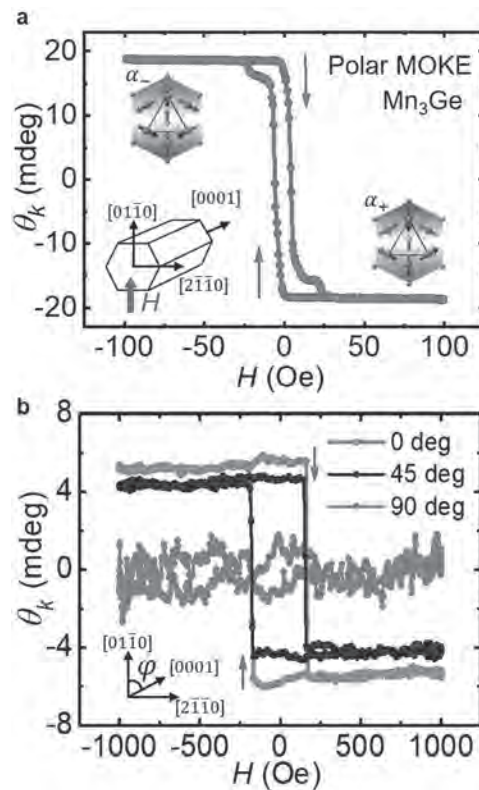 a
Polar MOKE
Mn₃Ge
α₋
α₊
[011̅0]
[0001]
[21̅1̅0]
H
θₖ (mdeg)
20
10
0
-10
-20
-100
-50
0
50
100
H (Oe)
b
0 deg
45 deg
90 deg
[011̅0]
φ
[0001]
[21̅1̅0]
θₖ (mdeg)
8
4
0
-4
-8
-1000
-500
0
500
1000
H (Oe)